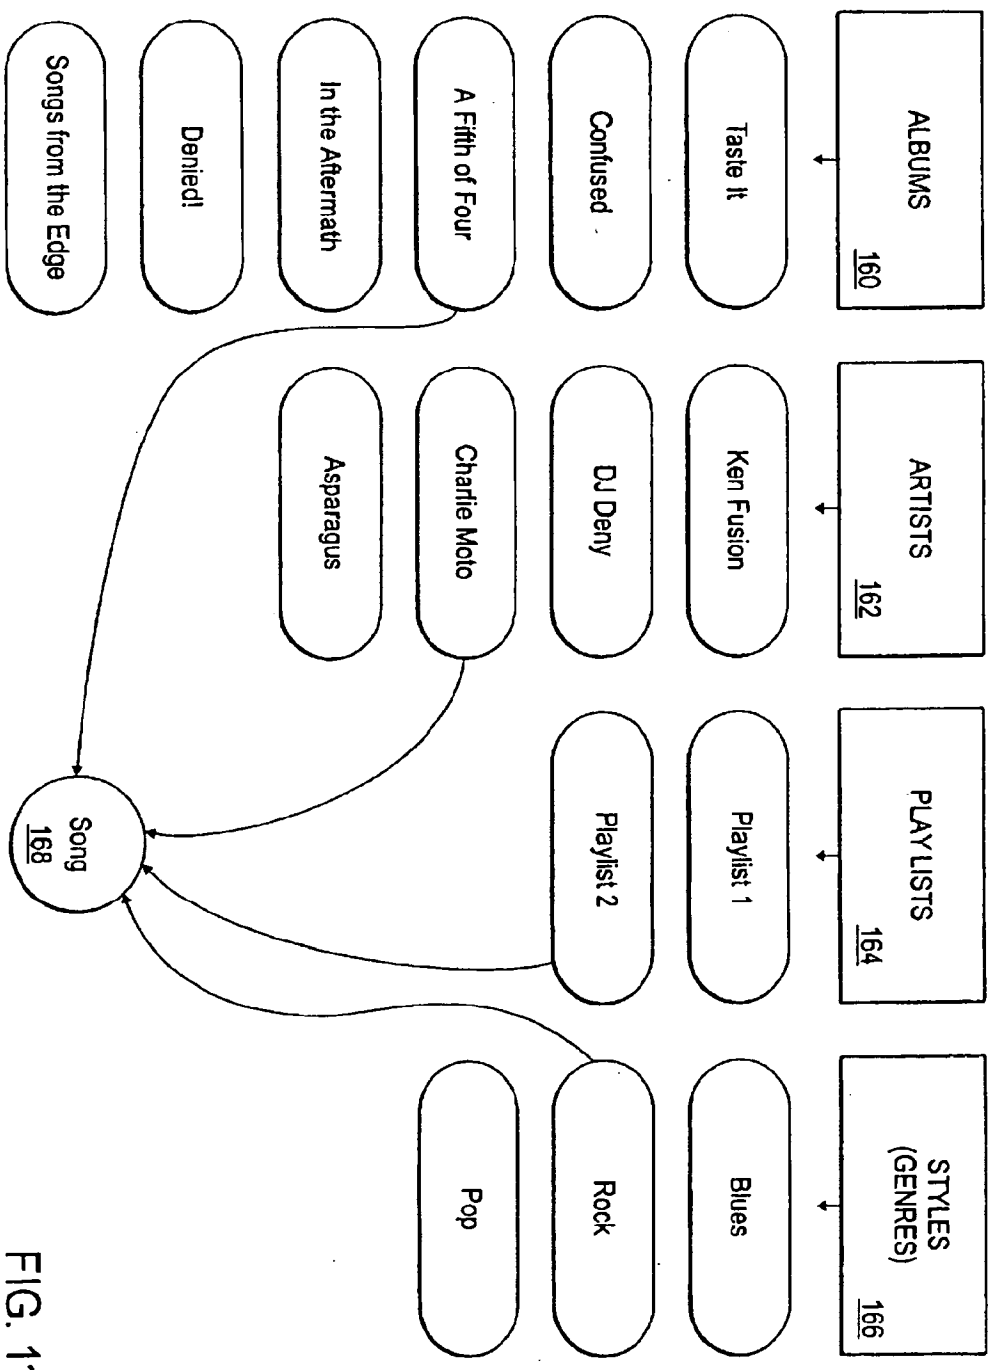 ALBUMS
160
Taste It
Confused
A Fifth of Four
In the Aftermath
Denied!
Songs from the Edge
ARTISTS
162
Ken Fusion
DJ Deny
Charlie Moto
Asparagus
PLAYLISTS
164
Playlist 1
Playlist 2
STYLES
(GENRES)
166
Blues
Rock
Pop
Song
168
FIG.